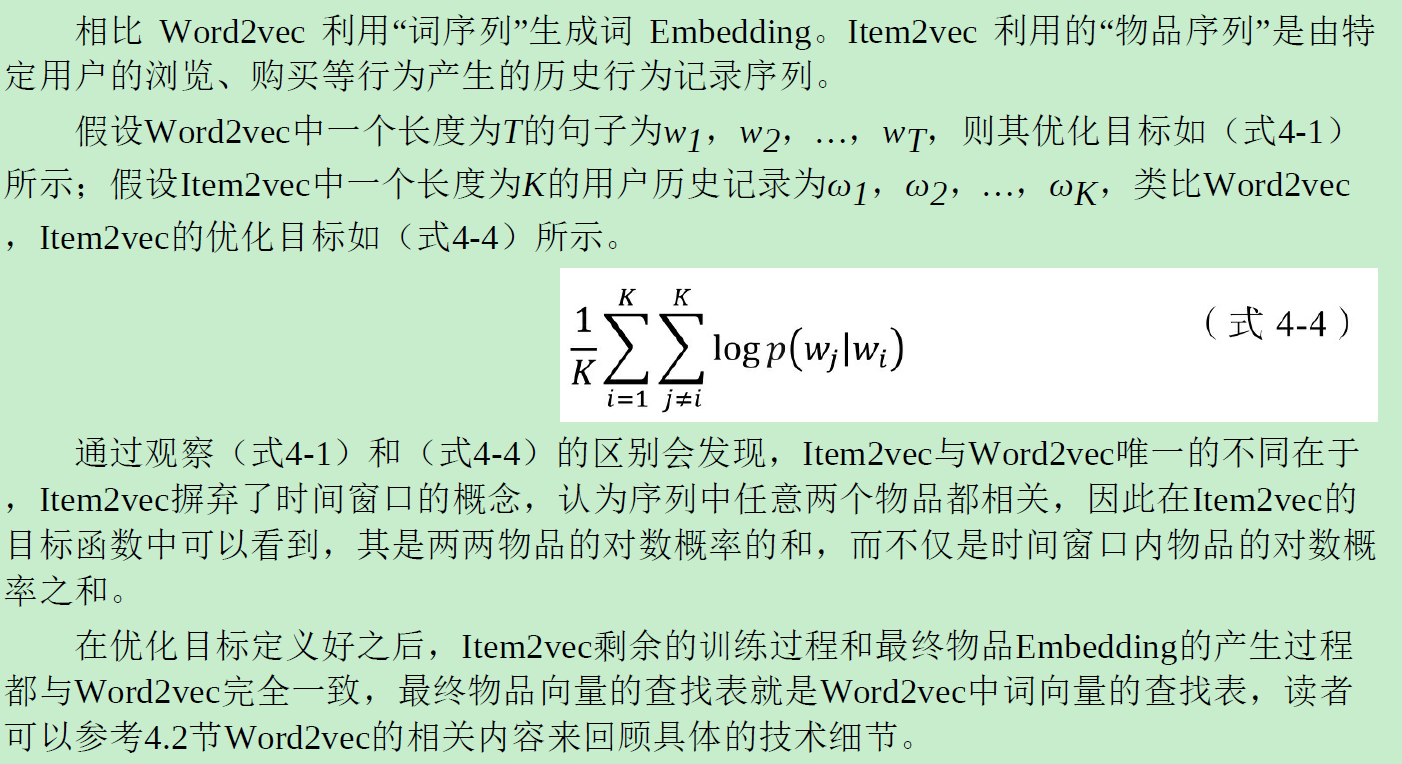 相比 Word2vec 利用“词序列”生成词 Embedding。Item2vec 利用的“物品序列”是由特
定用户的浏览、购买等行为产生的历史行为记录序列。
假设Word2vec中一个长度为T的句子为w1，w2，…，wT，则其优化目标如（式4-1）
所示；假设Item2vec中一个长度为K的用户历史记录为ω1，ω2，…，ωK，类比Word2vec
，Item2vec的优化目标如（式4-4）所示。
1/K ∑_{i=1}^{K} ∑_{j≠i}^{K} log p(w_j|w_i) （式 4-4）
通过观察（式4-1）和（式4-4）的区别会发现，Item2vec与Word2vec唯一的不同在于
，Item2vec摒弃了时间窗口的概念，认为序列中任意两个物品都相关，因此在Item2vec的
目标函数中可以看到，其是两两物品的对数概率的和，而不仅是时间窗口内物品的对数概
率之和。
在优化目标定义好之后，Item2vec剩余的训练过程和最终物品Embedding的产生过程
都与Word2vec完全一致，最终物品向量的查找表就是Word2vec中词向量的查找表，读者
可以参考4.2节Word2vec的相关内容来回顾具体的技术细节。